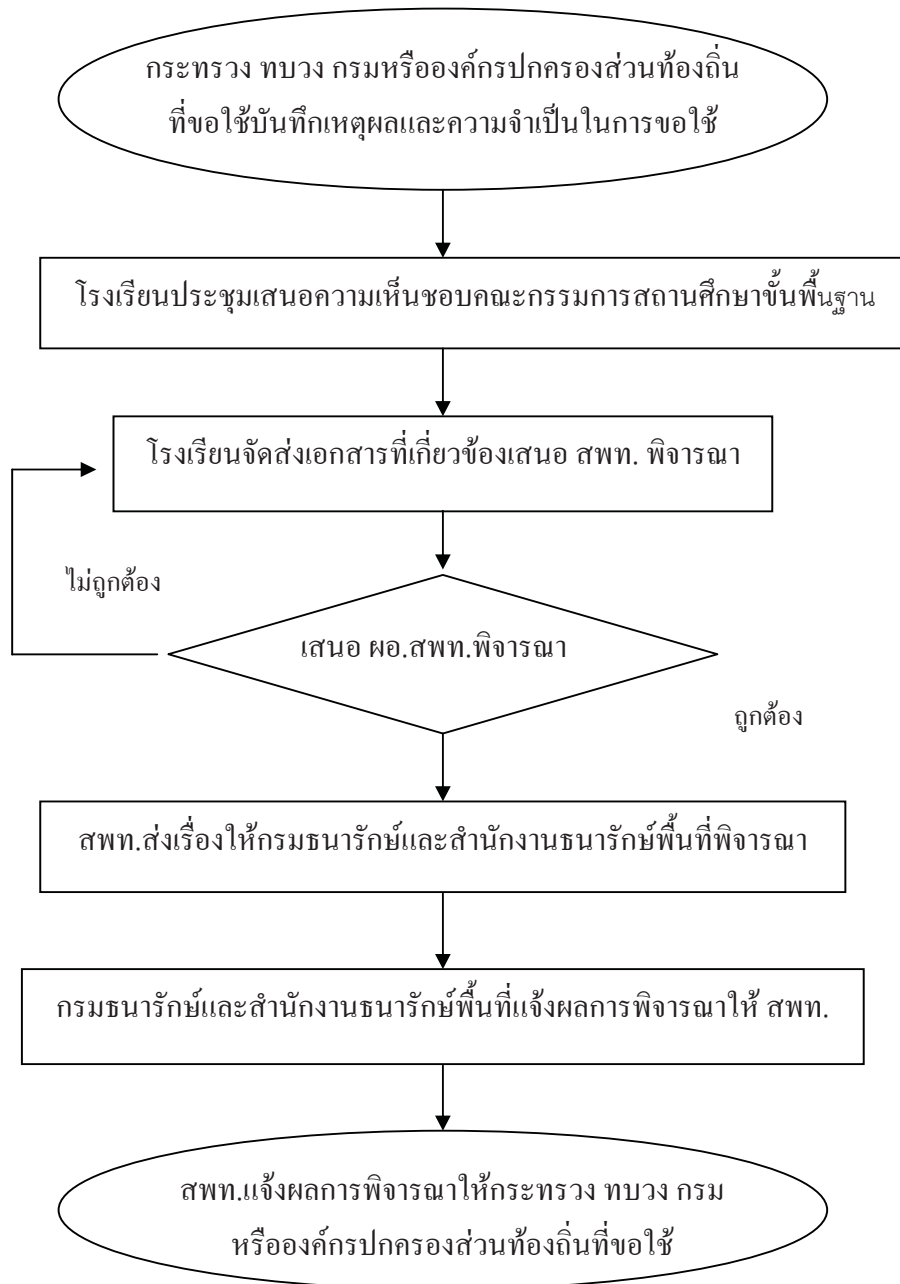 กระทรวง ทบวง กรมหรือองค์กรปกครองส่วนท้องถิ่น
ที่ขอใช้บันทึกเหตุผลและความจำเป็นในการขอใช้
โรงเรียนประชุมเสนอความเห็นชอบคณะกรรมการสถานศึกษาขั้นพื้นฐาน
โรงเรียนจัดส่งเอกสารที่เกี่ยวข้องเสนอ สพท. พิจารณา
ไม่ถูกต้อง
เสนอ ผอ.สพท.พิจารณา
ถูกต้อง
สพท.ส่งเรื่องให้กรมธนารักษ์และสำนักงานธนารักษ์พื้นที่พิจารณา
กรมธนารักษ์และสำนักงานธนารักษ์พื้นที่แจ้งผลการพิจารณาให้ สพท.
สพท.แจ้งผลการพิจารณาให้กระทรวง ทบวง กรม
หรือองค์กรปกครองส่วนท้องถิ่นที่ขอใช้